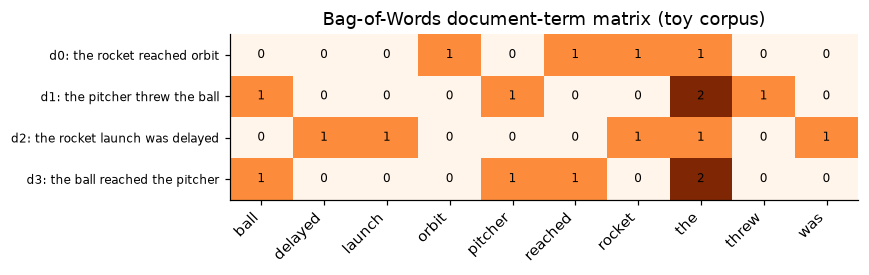 Bag-of-Words document-term matrix (toy corpus)
d0: the rocket reached orbit 0 0 0 1 0 1 1 1 0 0
d1: the pitcher threw the ball 1 0 0 0 1 0 0 2 1 0
d2: the rocket launch was delayed 0 1 1 0 0 0 1 1 0 1
d3: the ball reached the pitcher 1 0 0 0 1 1 0 2 0 0
ball delayed launch orbit pitcher reached rocket the threw was